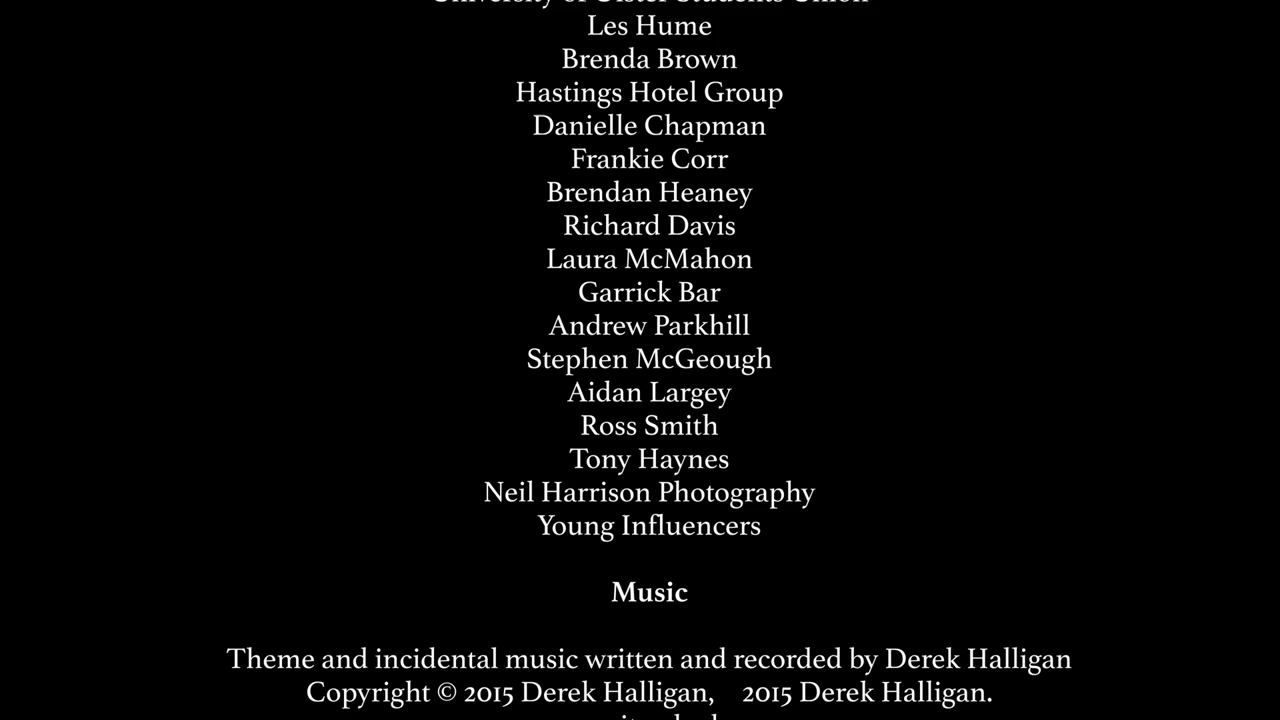 University of Ulster Students Union
Les Hume
Brenda Brown
Hastings Hotel Group
Danielle Chapman
Frankie Corr
Brendan Heaney
Richard Davis
Laura McMahon
Garrick Bar
Andrew Parkhill
Stephen McGeough
Aidan Largey
Ross Smith
Tony Haynes
Neil Harrison Photography
Young Influencers
Music
Theme and incidental music written and recorded by Derek Halligan
Copyright © 2015 Derek Halligan, 2015 Derek Halligan.